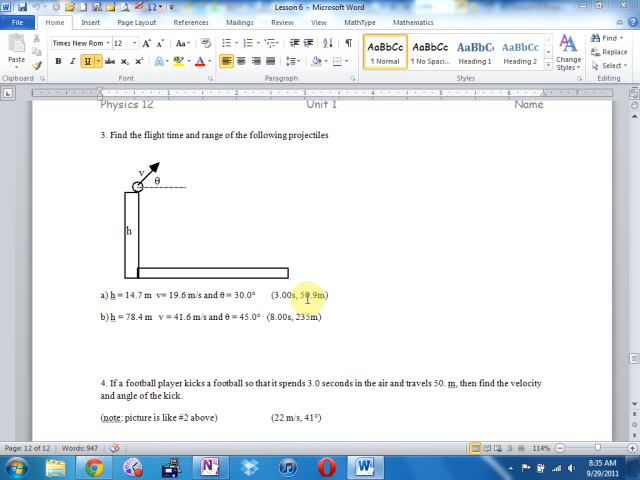 Lesson 6 - Microsoft Word
File Home Insert Page Layout References Mailings Review View MathType Mathematics
Times New Rom 12
AaBbCc AaBbCc AaBbC AaBbCc
¶ Normal ¶ No Spaci... Heading 1 Heading 2
Change Styles
Find
Replace
Select
Paste
Clipboard Font Paragraph Styles Editing
Physics 12 Unit 1 Name
3. Find the flight time and range of the following projectiles
v
θ
h
a) h = 14.7 m v= 19.6 m/s and θ = 30.0° (3.00s, 50.9m)
b) h = 78.4 m v = 41.6 m/s and θ = 45.0° (8.00s, 235m)
4. If a football player kicks a football so that it spends 3.0 seconds in the air and travels 50. m, then find the velocity
and angle of the kick.
(note: picture is like #2 above) (22 m/s, 41°)
Page: 12 of 12 Words: 947 114%
8:35 AM
9/29/2011